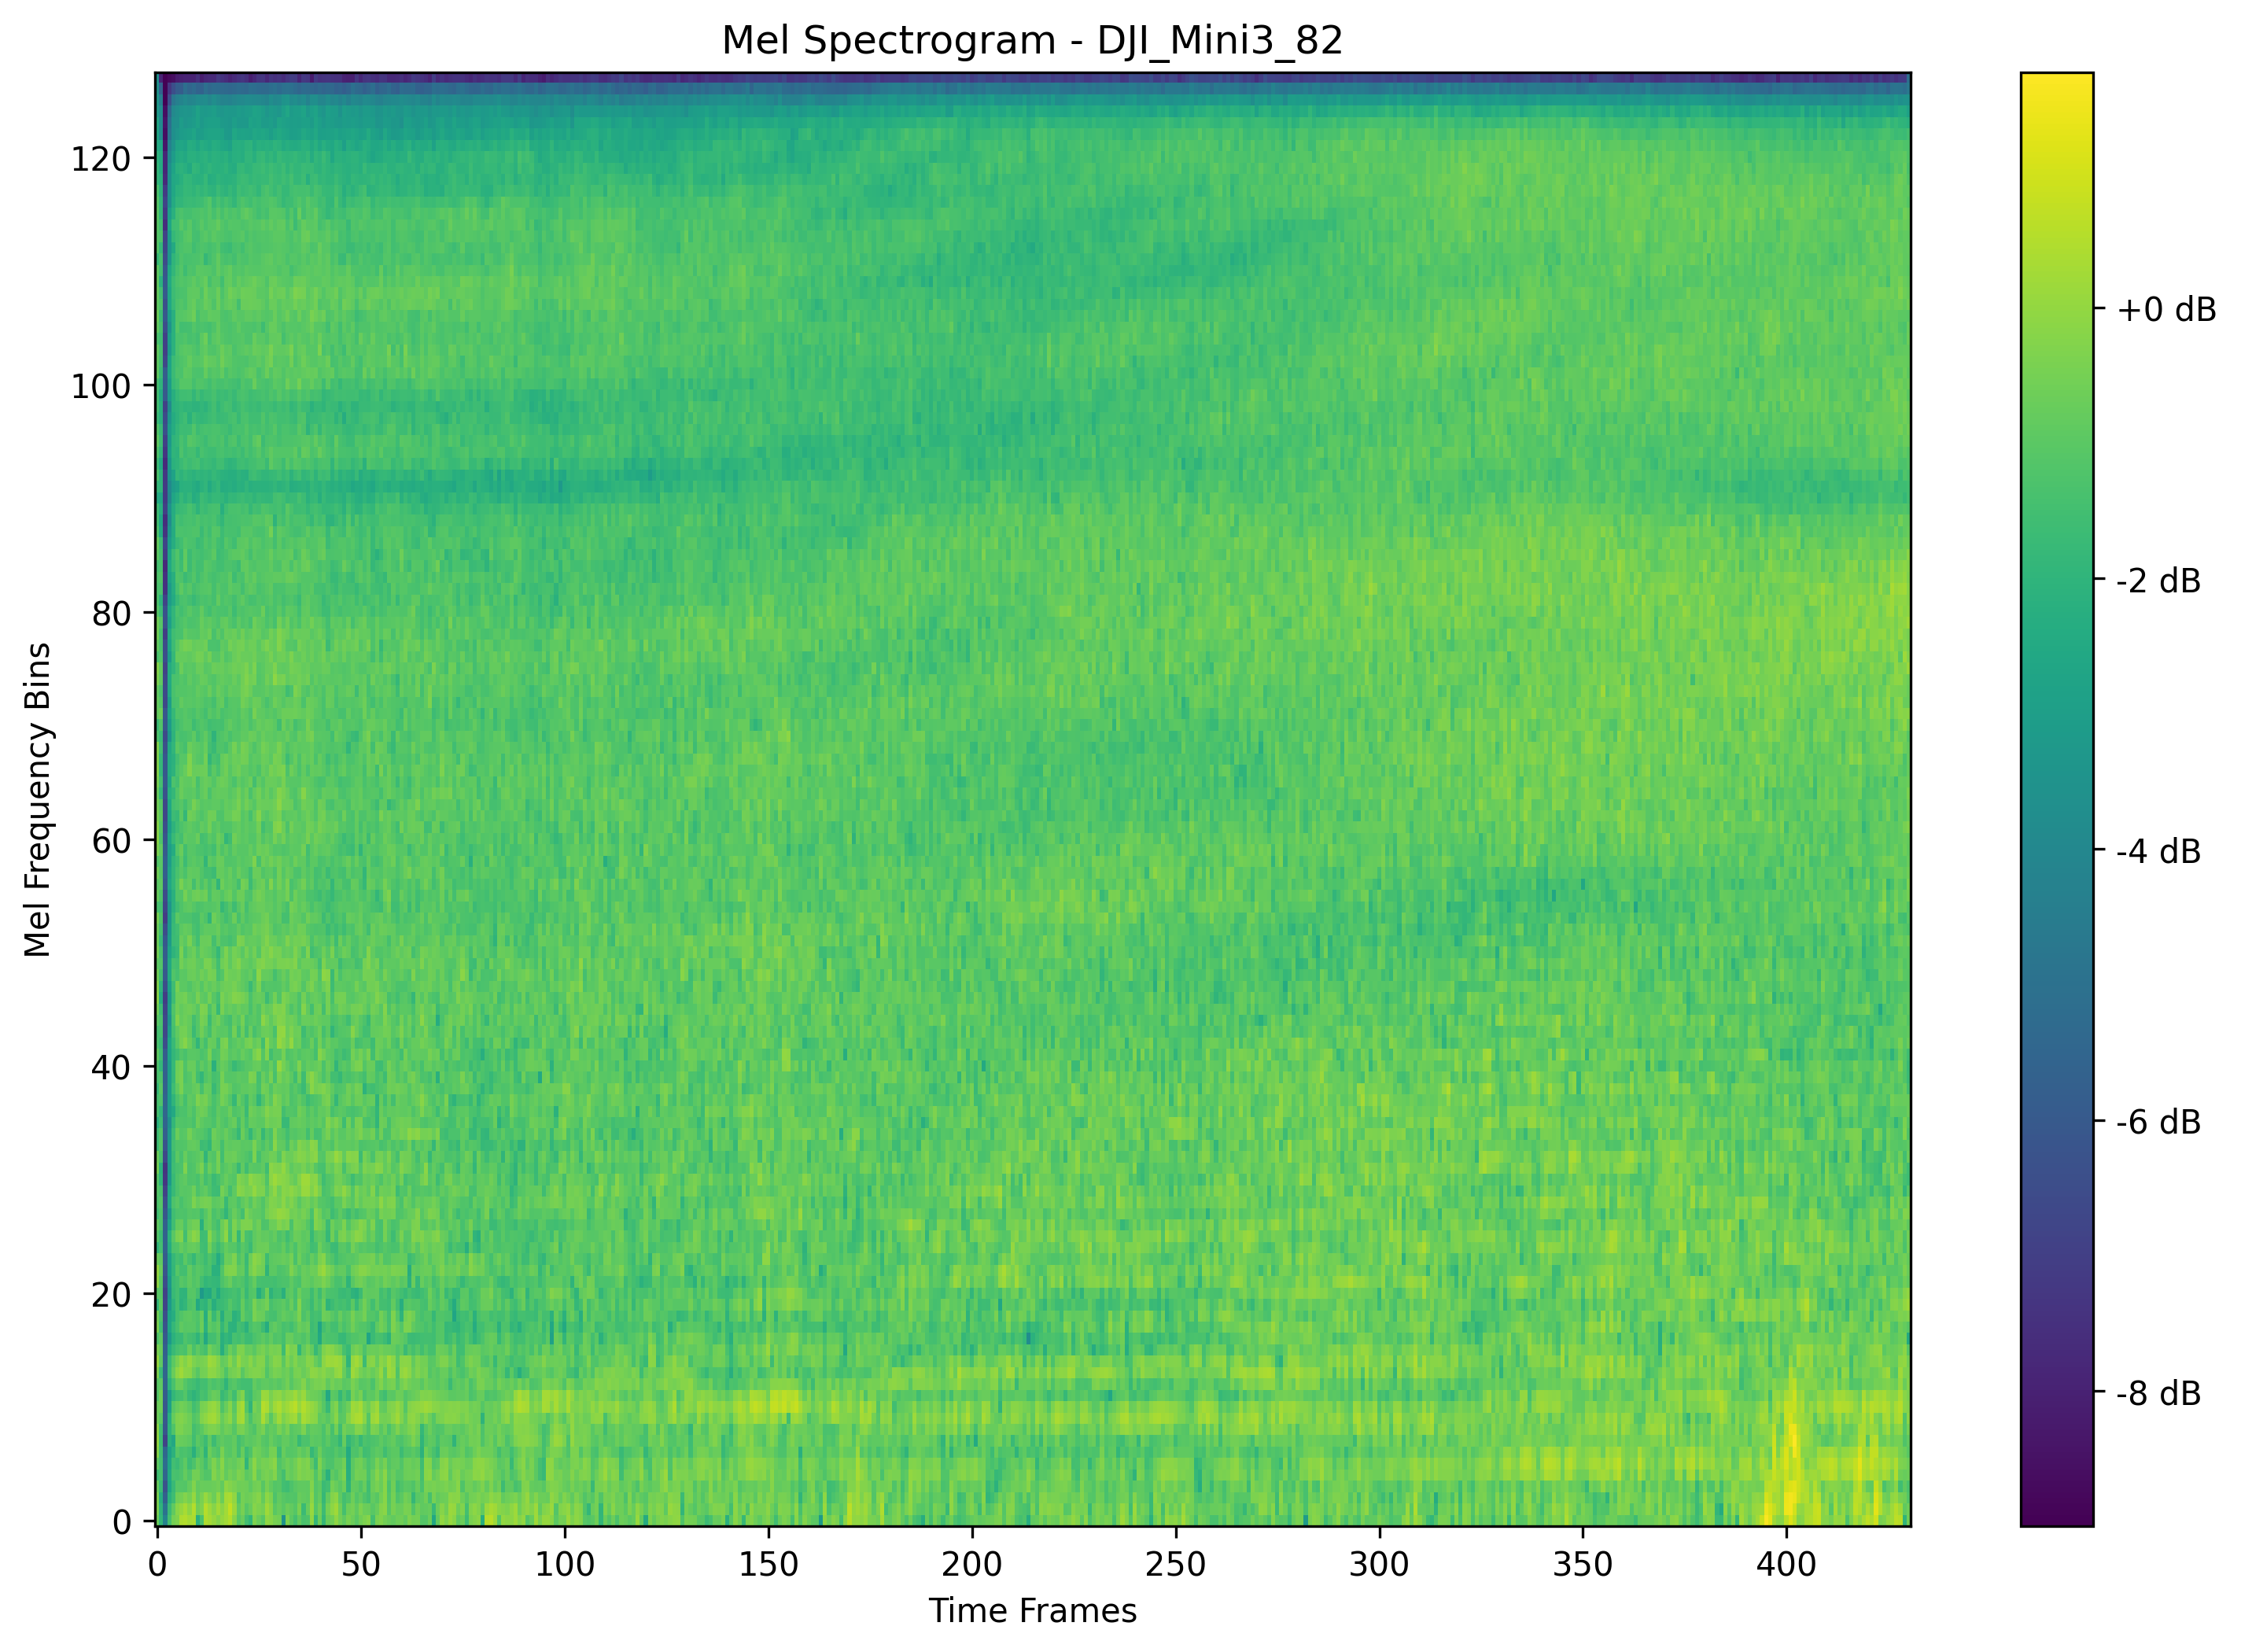 Mel Spectrogram - DJI_Mini3_82
120
100
80
60
40
20
0
Mel Frequency Bins
0 50 100 150 200 250 300 350 400
Time Frames
+0 dB
-2 dB
-4 dB
-6 dB
-8 dB